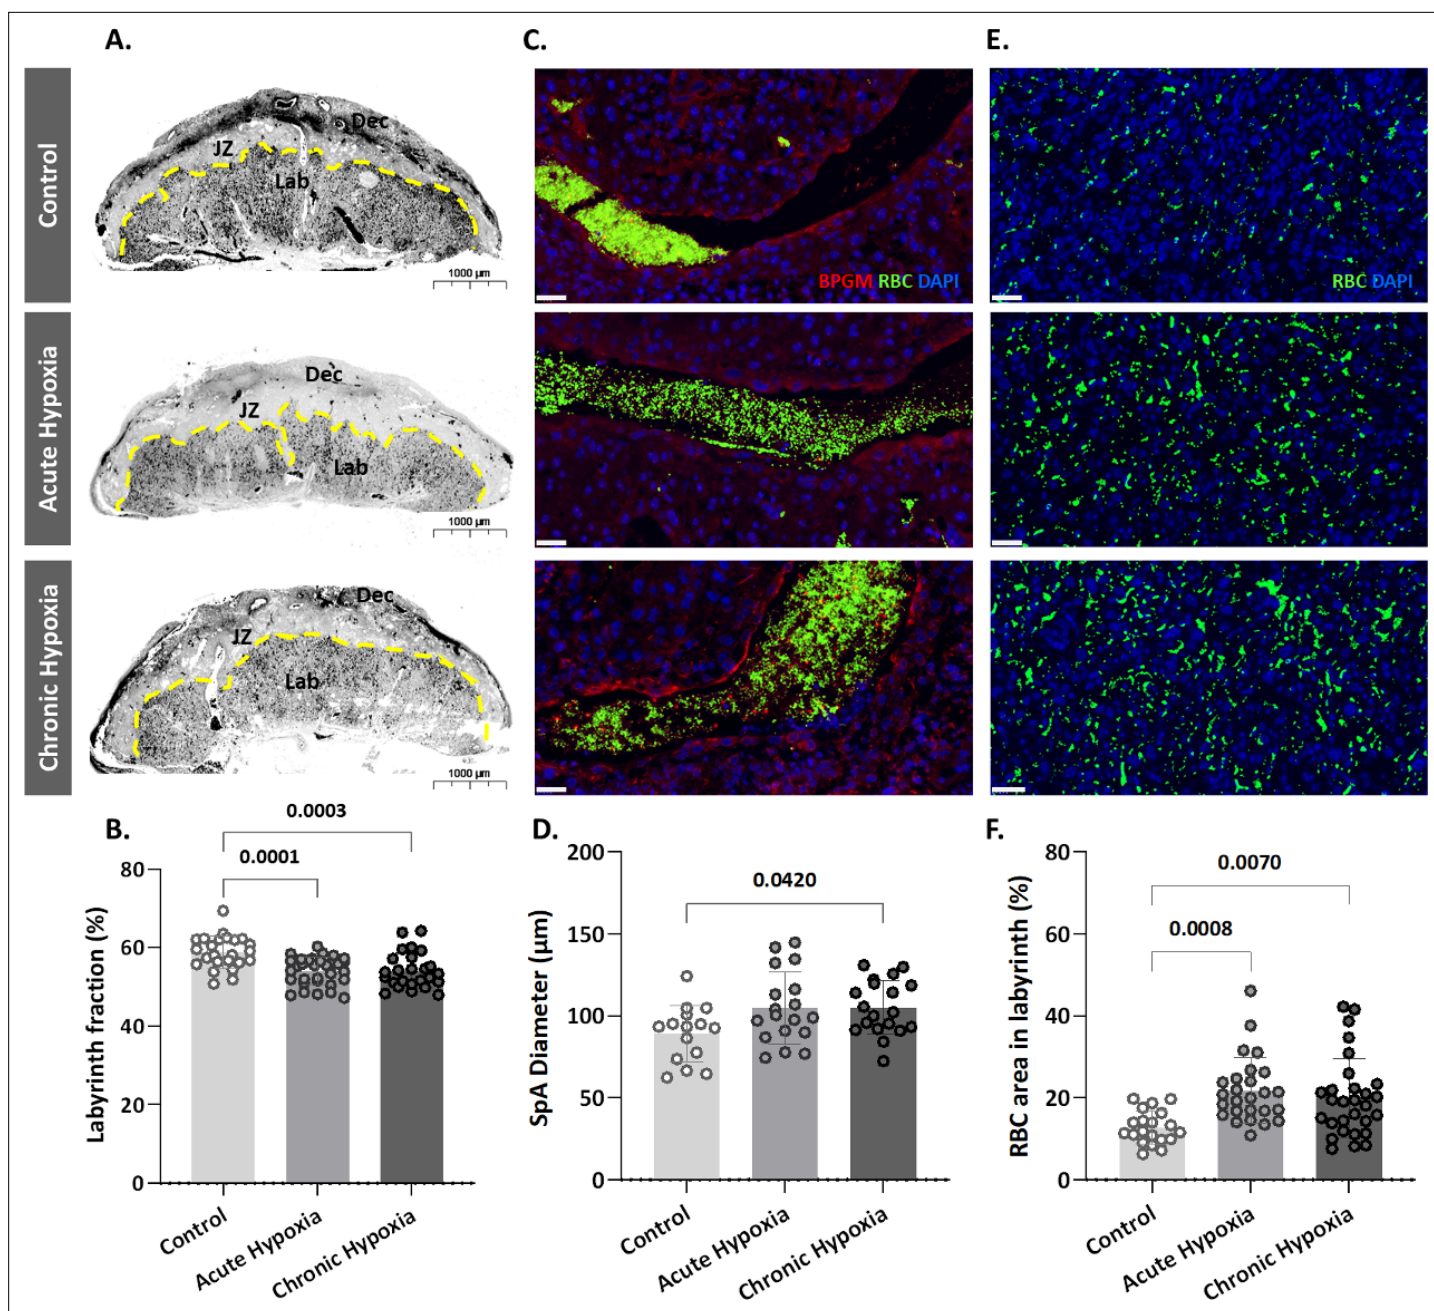 A.
C.
E.
Control
Dec
JZ
Lab
1000 µm
BPGM RBC DAPI
RBC DAPI
Acute Hypoxia
Dec
JZ
Lab
1000 µm
Chronic Hypoxia
Dec
JZ
Lab
1000 µm
B.
0.0003
0.0001
Labyrinth fraction (%)
80
60
40
20
0
Control
Acute Hypoxia
Chronic Hypoxia
D.
0.0420
SpA Diameter (µm)
200
150
100
50
0
Control
Acute Hypoxia
Chronic Hypoxia
F.
0.0070
0.0008
RBC area in labyrinth (%)
80
60
40
20
0
Control
Acute Hypoxia
Chronic Hypoxia